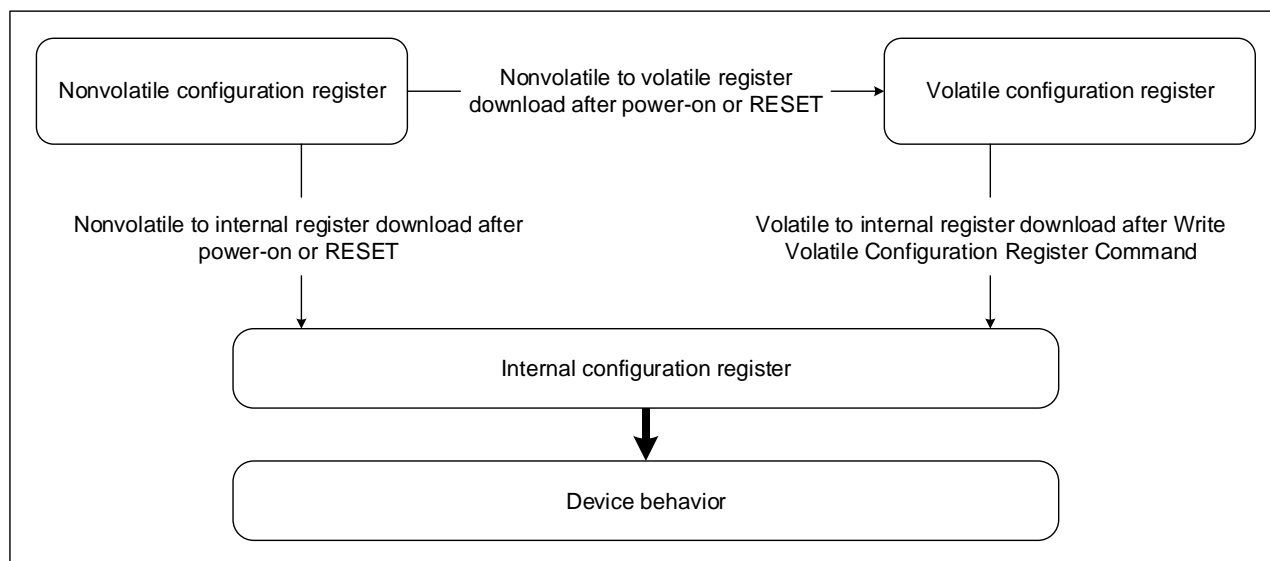 Nonvolatile configuration register
Nonvolatile to volatile register
download after power-on or RESET
Volatile configuration register
Nonvolatile to internal register download after
power-on or RESET
Volatile to internal register download after Write
Volatile Configuration Register Command
Internal configuration register
Device behavior